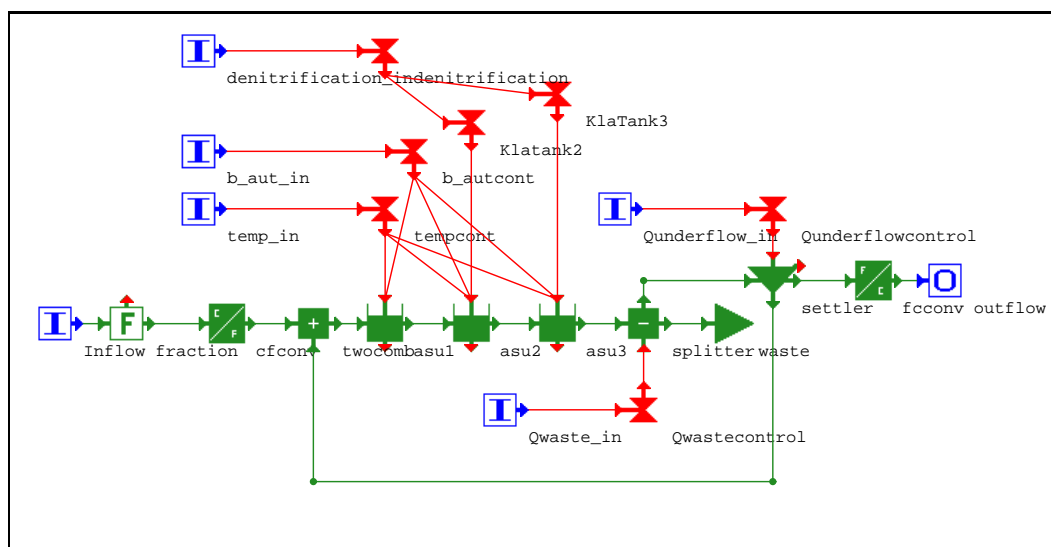 I
denitrification_indenitrification
KlaTank3
I
Klatank2
b_aut_in
b_autcont
I
I
temp_in
tempcont
Qunderflow_in
Qunderflowcontrol
F
C
O
settler
fcconv
outflow
I
F
C
F
+
−
Inflow
fraction
cfconv
twocombasu1
asu2
asu3
splitter
waste
I
Qwaste_in
Qwastecontrol